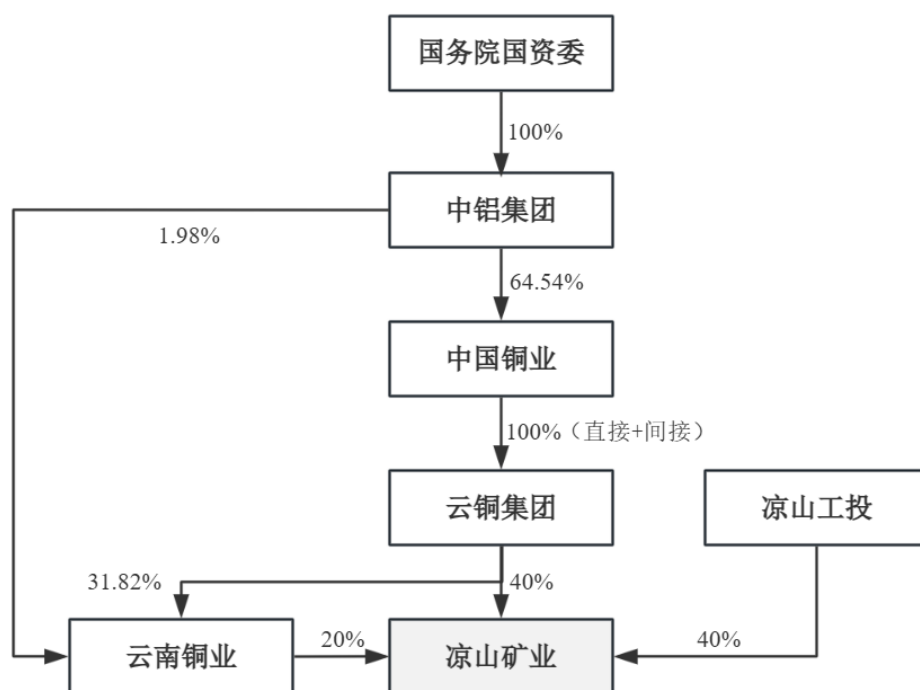 国务院国资委
100%
中铝集团
1.98%
64.54%
中国铜业
100%（直接+间接）
云铜集团
凉山工投
31.82%
40%
云南铜业
20%
凉山矿业
40%